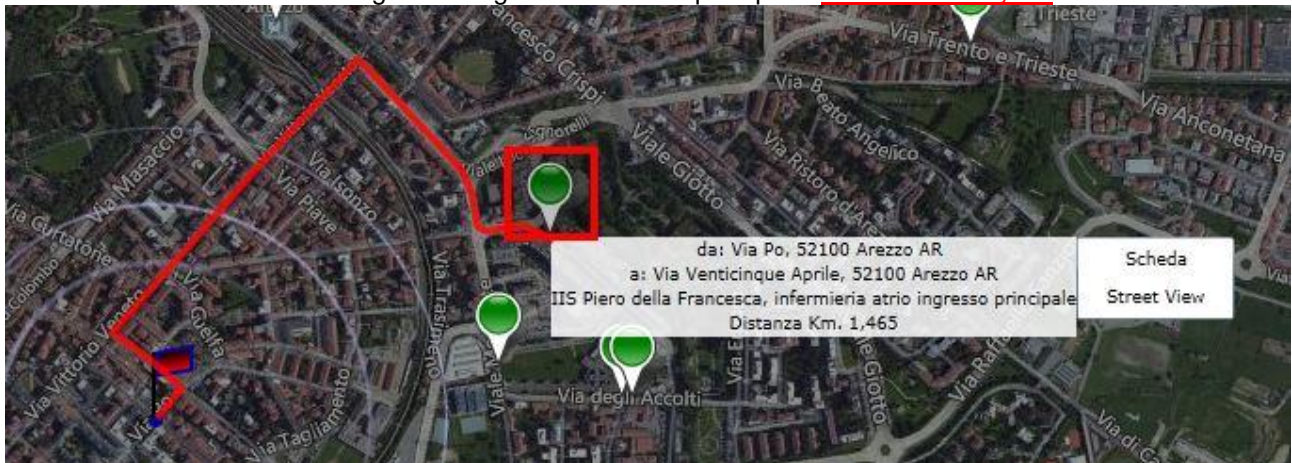 Arezzo
Francesco Crispi
Trieste
Via Trento e Trieste
Via Beato Angelico
Via Anconetana
Viale Giotto
Via Masaccio
Via Isonzo
Via Piave
Via Curtatone
Colombo
Via Guelfa
Via Vittorio Veneto
Via Trasimeno
Via Tagliamento
Via degli Accolti
da: Via Po, 52100 Arezzo AR
a: Via Venticinque Aprile, 52100 Arezzo AR
IIS Piero della Francesca, infermieria atrio ingresso principale
Distanza Km. 1,465
Scheda
Street View